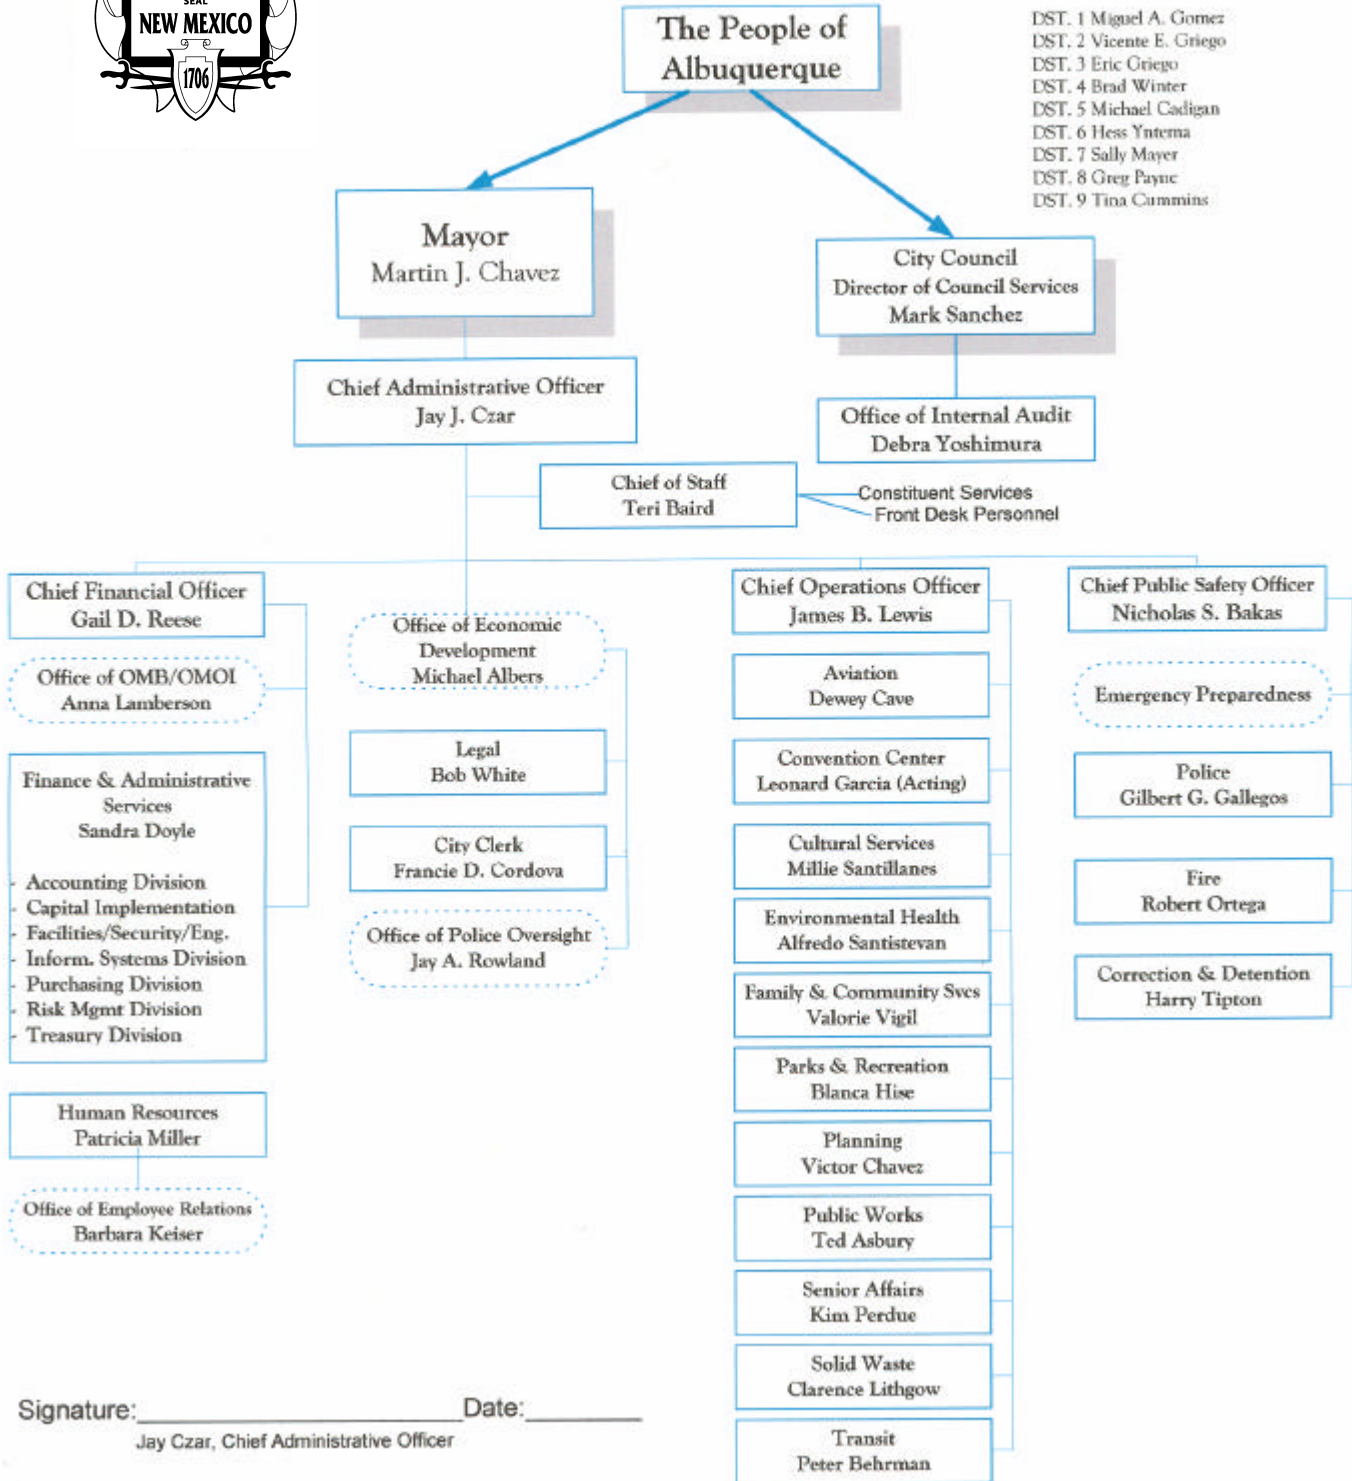 SEAL
NEW MEXICO
1706
The People of
Albuquerque
DST. 1 Miguel A. Gomez
DST. 2 Vicente E. Griego
DST. 3 Eric Griego
DST. 4 Brad Winter
DST. 5 Michael Cadigan
DST. 6 Hess Yntema
DST. 7 Sally Mayer
DST. 8 Greg Payne
DST. 9 Tina Cummins
Mayor
Martin J. Chavez
City Council
Director of Council Services
Mark Sanchez
Chief Administrative Officer
Jay J. Czar
Office of Internal Audit
Debra Yoshimura
Chief of Staff
Teri Baird
Constituent Services
Front Desk Personnel
Chief Financial Officer
Gail D. Reese
Office of OMB/OMOI
Anna Lamberson
Finance & Administrative
Services
Sandra Doyle
- Accounting Division
- Capital Implementation
- Facilities/Security/Eng.
- Inform. Systems Division
- Purchasing Division
- Risk Mgmt Division
- Treasury Division
Human Resources
Patricia Miller
Office of Employee Relations
Barbara Keiser
Office of Economic
Development
Michael Albers
Legal
Bob White
City Clerk
Francie D. Cordova
Office of Police Oversight
Jay A. Rowland
Chief Operations Officer
James B. Lewis
Aviation
Dewey Cave
Convention Center
Leonard Garcia (Acting)
Cultural Services
Millie Santillanes
Environmental Health
Alfredo Santistevan
Family & Community Svcs
Valorie Vigil
Parks & Recreation
Blanca Hise
Planning
Victor Chavez
Public Works
Ted Asbury
Senior Affairs
Kim Perdue
Solid Waste
Clarence Lithgow
Transit
Peter Behrman
Chief Public Safety Officer
Nicholas S. Bakas
Emergency Preparedness
Police
Gilbert G. Gallegos
Fire
Robert Ortega
Correction & Detention
Harry Tipton
Signature:____________________Date:________
Jay Czar, Chief Administrative Officer